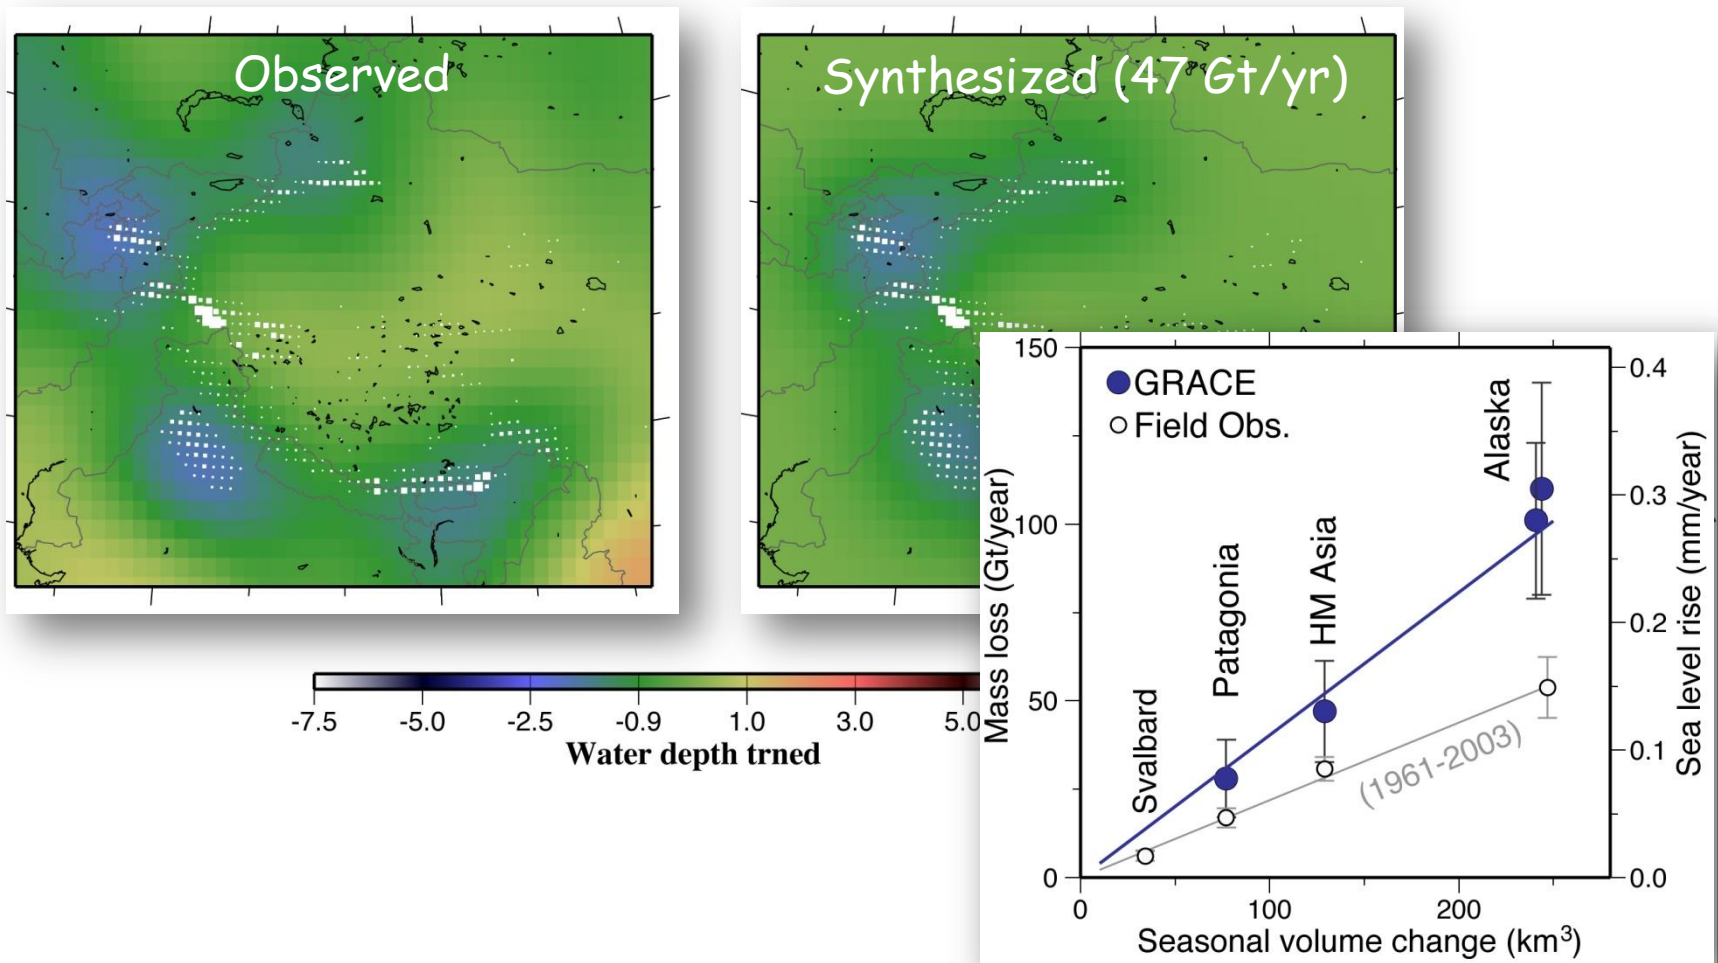 Observed
Synthesized (47 Gt/yr)
-7.5 -5.0 -2.5 -0.9 1.0 3.0 5.0
Water depth trned
GRACE
Field Obs.
Alaska
HM Asia
Patagonia
Svalbard
(1961-2003)
Mass loss (Gt/year)
150
100
50
0
Sea level rise (mm/year)
0.4
0.3
0.2
0.1
0.0
0 100 200
Seasonal volume change (km³)